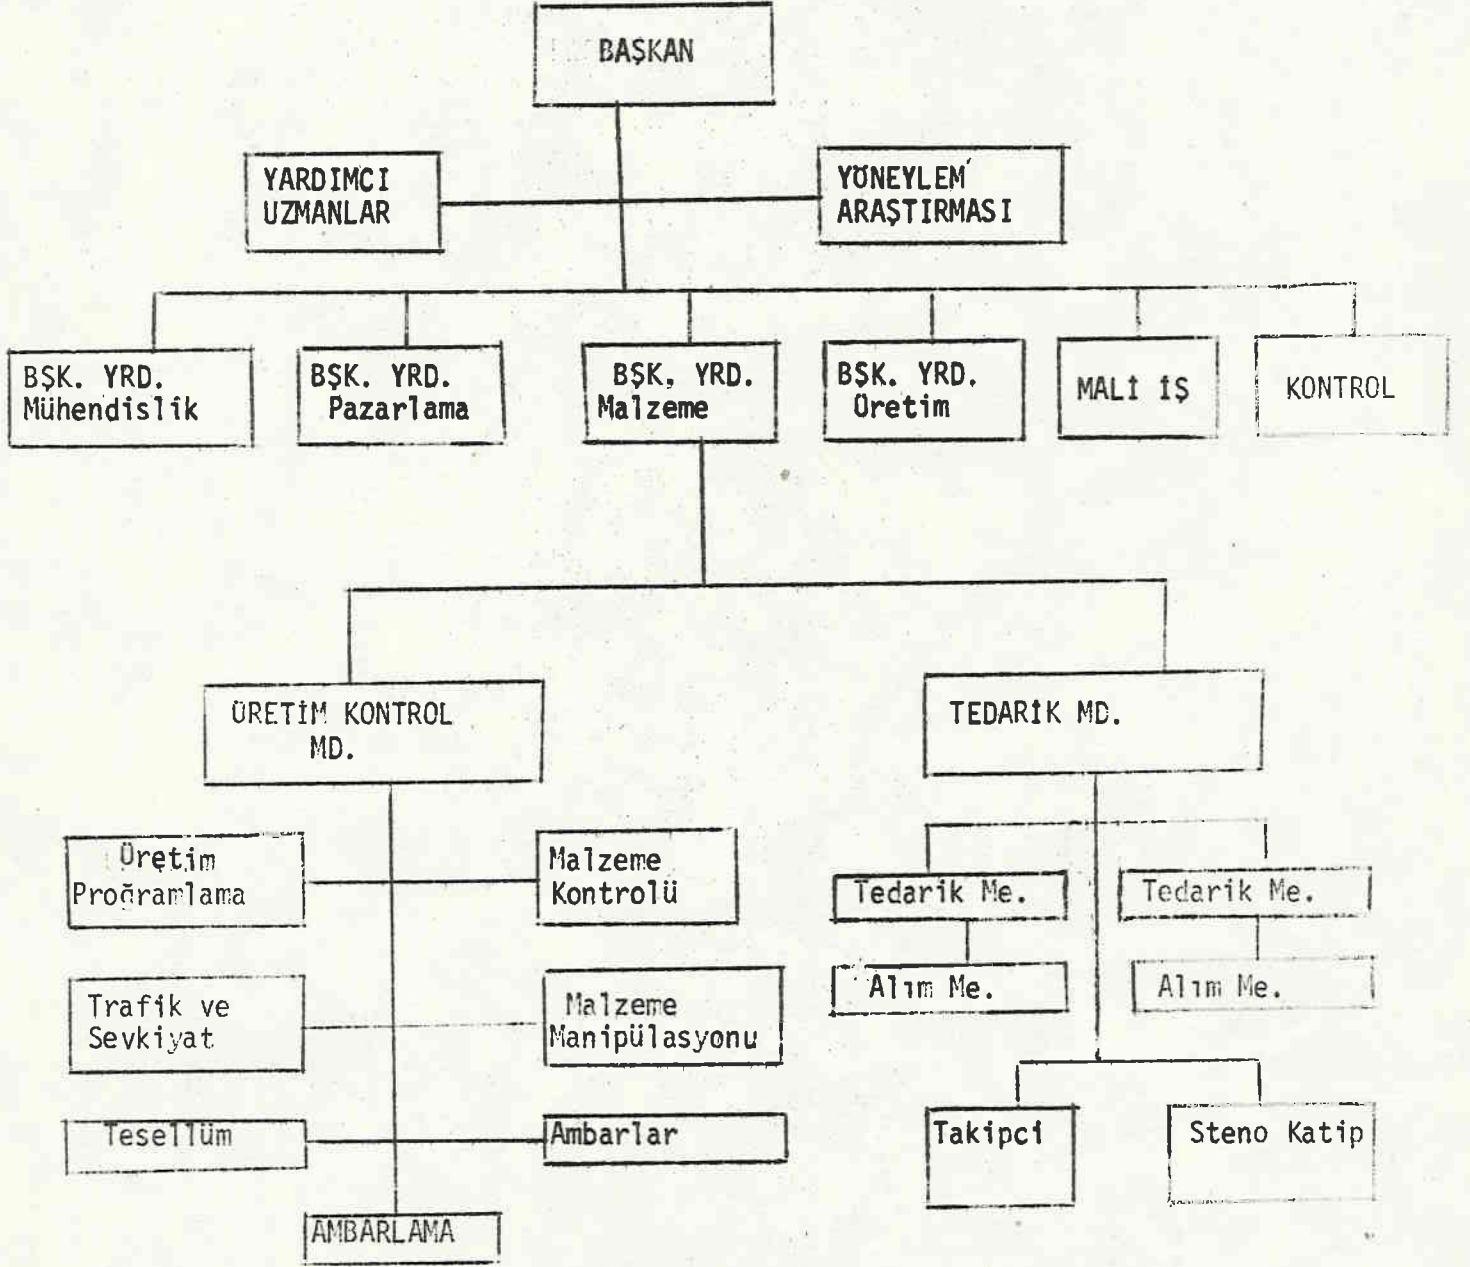 BAŞKAN
YARDIMCI
UZMANLAR
YÖNEYLEM
ARAŞTIRMASI
BŞK. YRD.
Mühendislik
BŞK. YRD.
Pazarlama
BŞK. YRD.
Malzeme
BŞK. YRD.
Üretim
MALİ İŞ
KONTROL
ÜRETİM KONTROL
MD.
TEDARİK MD.
Üretim
Proğramlama
Malzeme
Kontrolü
Trafik ve
Sevkiyat
Malzeme
Manipülasyonu
Tesellüm
Ambarlar
AMBARLAMA
Tedarik Me.
Tedarik Me.
Alım Me.
Alım Me.
Takipci
Steno Katip